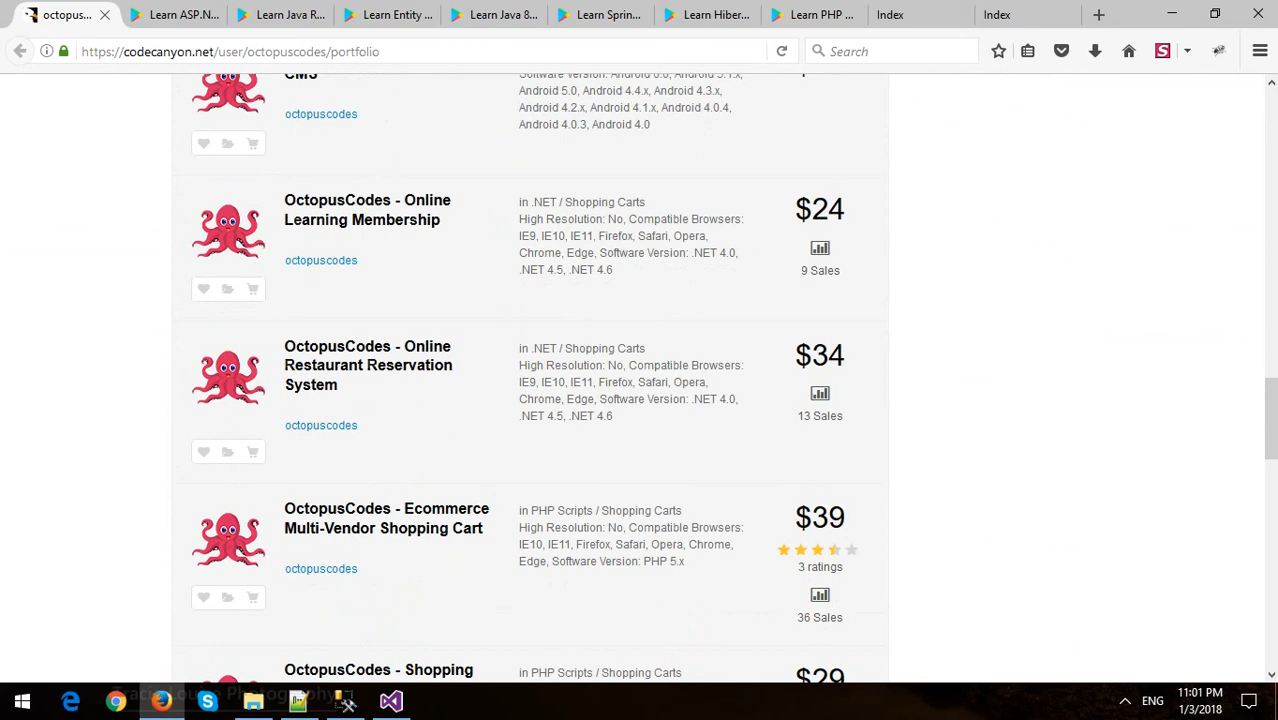 octopus...
Learn ASP.N...
Learn Java R...
Learn Entity ...
Learn Java 8...
Learn Sprin...
Learn Hiber...
Learn PHP ...
Index
Index
https://codecanyon.net/user/octopuscodes/portfolio
Search
CMS
octopuscodes
Software Version: Android 6.0, Android 5.1.x,
Android 5.0, Android 4.4.x, Android 4.3.x,
Android 4.2.x, Android 4.1.x, Android 4.0.4,
Android 4.0.3, Android 4.0
OctopusCodes - Online
Learning Membership
octopuscodes
in .NET / Shopping Carts
High Resolution: No, Compatible Browsers:
IE9, IE10, IE11, Firefox, Safari, Opera,
Chrome, Edge, Software Version: .NET 4.0,
.NET 4.5, .NET 4.6
$24
9 Sales
OctopusCodes - Online
Restaurant Reservation
System
octopuscodes
in .NET / Shopping Carts
High Resolution: No, Compatible Browsers:
IE9, IE10, IE11, Firefox, Safari, Opera,
Chrome, Edge, Software Version: .NET 4.0,
.NET 4.5, .NET 4.6
$34
13 Sales
OctopusCodes - Ecommerce
Multi-Vendor Shopping Cart
octopuscodes
in PHP Scripts / Shopping Carts
High Resolution: No, Compatible Browsers:
IE10, IE11, Firefox, Safari, Opera, Chrome,
Edge, Software Version: PHP 5.x
$39
3 ratings
36 Sales
OctopusCodes - Shopping
in PHP Scripts / Shopping Carts
$29
Photography
ENG
11:01 PM
1/3/2018